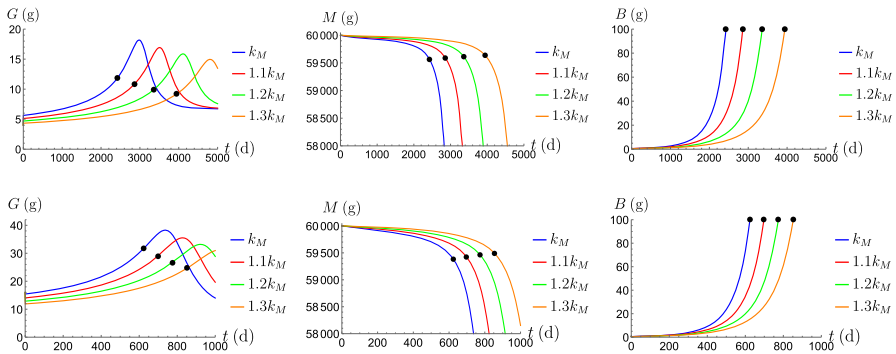 G (g)
20
15
10
5
0
0 1000 2000 3000 4000 5000
t (d)
k_M
1.1k_M
1.2k_M
1.3k_M
M (g)
60000
59500
59000
58500
58000
0 1000 2000 3000 4000 5000
t (d)
k_M
1.1k_M
1.2k_M
1.3k_M
B (g)
100
80
60
40
20
0
0 1000 2000 3000 4000 5000
t (d)
k_M
1.1k_M
1.2k_M
1.3k_M
G (g)
40
30
20
10
0
0 200 400 600 800 1000
t (d)
k_M
1.1k_M
1.2k_M
1.3k_M
M (g)
60000
59500
59000
58500
58000
0 200 400 600 800 1000
t (d)
k_M
1.1k_M
1.2k_M
1.3k_M
B (g)
100
80
60
40
20
0
0 200 400 600 800 1000
t (d)
k_M
1.1k_M
1.2k_M
1.3k_M